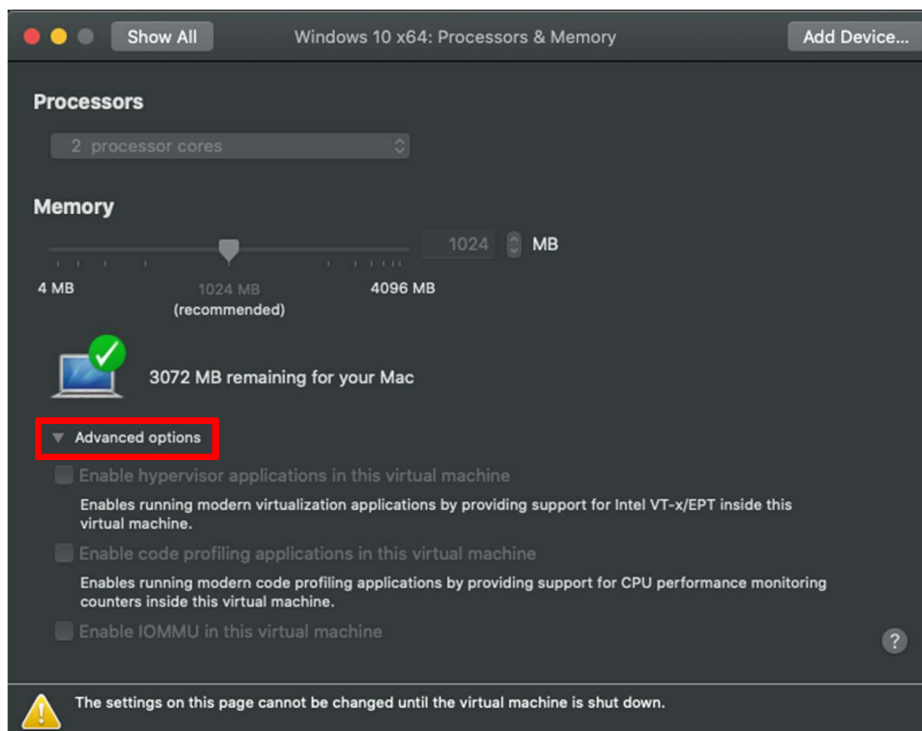 Show All
Windows 10 x64: Processors & Memory
Add Device...
Processors
2 processor cores
Memory
1024 MB
4 MB
1024 MB
4096 MB
(recommended)
3072 MB remaining for your Mac
Advanced options
Enable hypervisor applications in this virtual machine
Enables running modern virtualization applications by providing support for Intel VT-x/EPT inside this
virtual machine.
Enable code profiling applications in this virtual machine
Enables running modern code profiling applications by providing support for CPU performance monitoring
counters inside this virtual machine.
Enable IOMMU in this virtual machine
?
The settings on this page cannot be changed until the virtual machine is shut down.